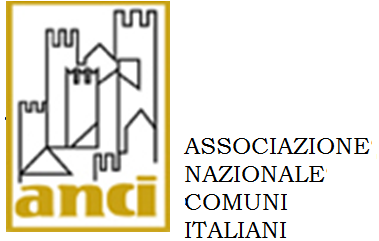 anci
ASSOCIAZIONE
NAZIONALE
COMUNI
ITALIANI